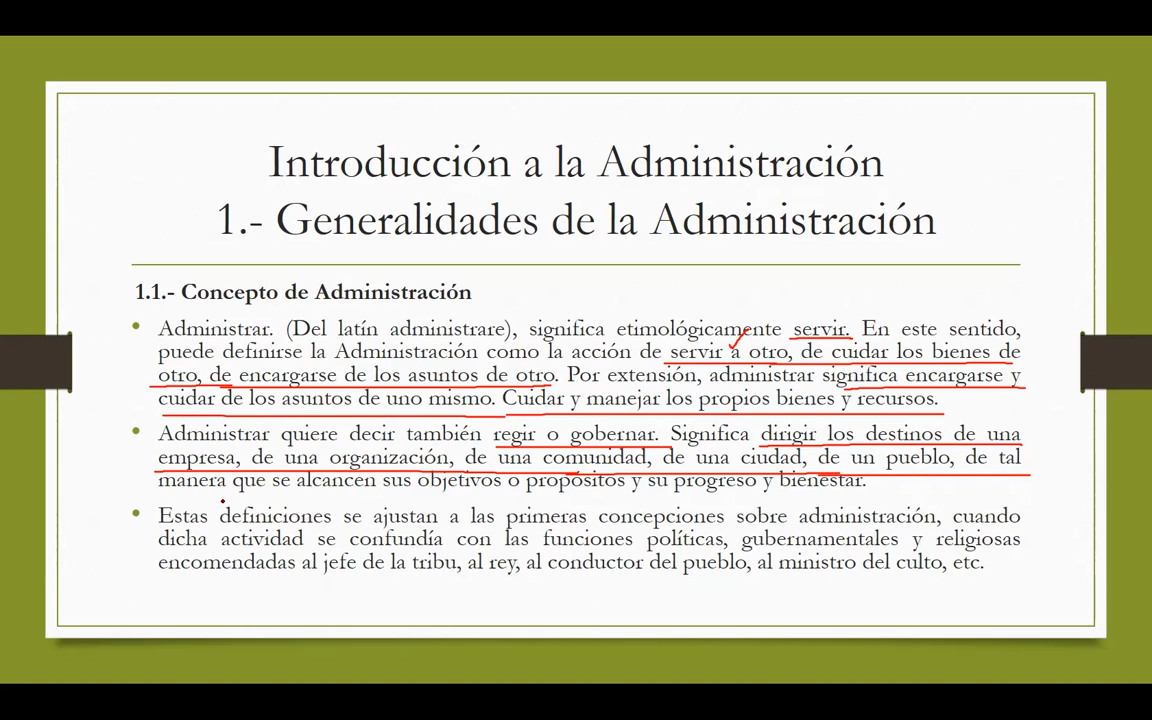 Introducción a la Administración
1.- Generalidades de la Administración
1.1.- Concepto de Administración
• Administrar. (Del latín administrare), significa etimológicamente servir. En este sentido,
puede definirse la Administración como la acción de servir a otro, de cuidar los bienes de
otro, de encargarse de los asuntos de otro. Por extensión, administrar significa encargarse y
cuidar de los asuntos de uno mismo. Cuidar y manejar los propios bienes y recursos.
• Administrar quiere decir también regir o gobernar. Significa dirigir los destinos de una
empresa, de una organización, de una comunidad, de una ciudad, de un pueblo, de tal
manera que se alcancen sus objetivos o propósitos y su progreso y bienestar.
• Estas definiciones se ajustan a las primeras concepciones sobre administración, cuando
dicha actividad se confundía con las funciones políticas, gubernamentales y religiosas
encomendadas al jefe de la tribu, al rey, al conductor del pueblo, al ministro del culto, etc.